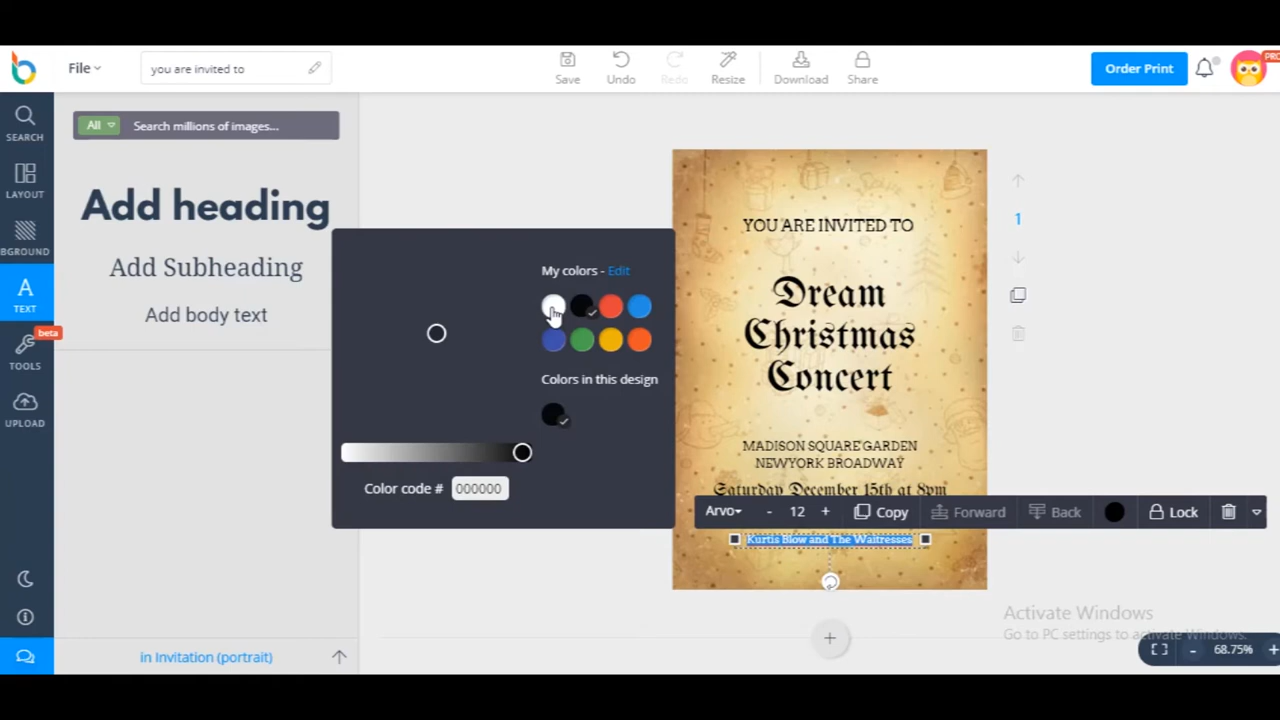 File
you are invited to
Save
Undo
Redo
Resize
Download
Share
Order Print
PRO
SEARCH
LAYOUT
BGROUND
TEXT
beta
TOOLS
UPLOAD
All
Search millions of images...
Add heading
Add Subheading
Add body text
in Invitation (portrait)
My colors - Edit
Colors in this design
Color code # 000000
YOU ARE INVITED TO
Dream
Christmas
Concert
MADISON SQUARE GARDEN
NEWYORK BROADWAY
Saturday December 15th at 8pm
Arvo - 12 + Copy Forward Back Lock
Kurtis Blow and The Waitresses
1
+
Activate Windows
Go to PC settings to activate Windows.
- 68.75% +